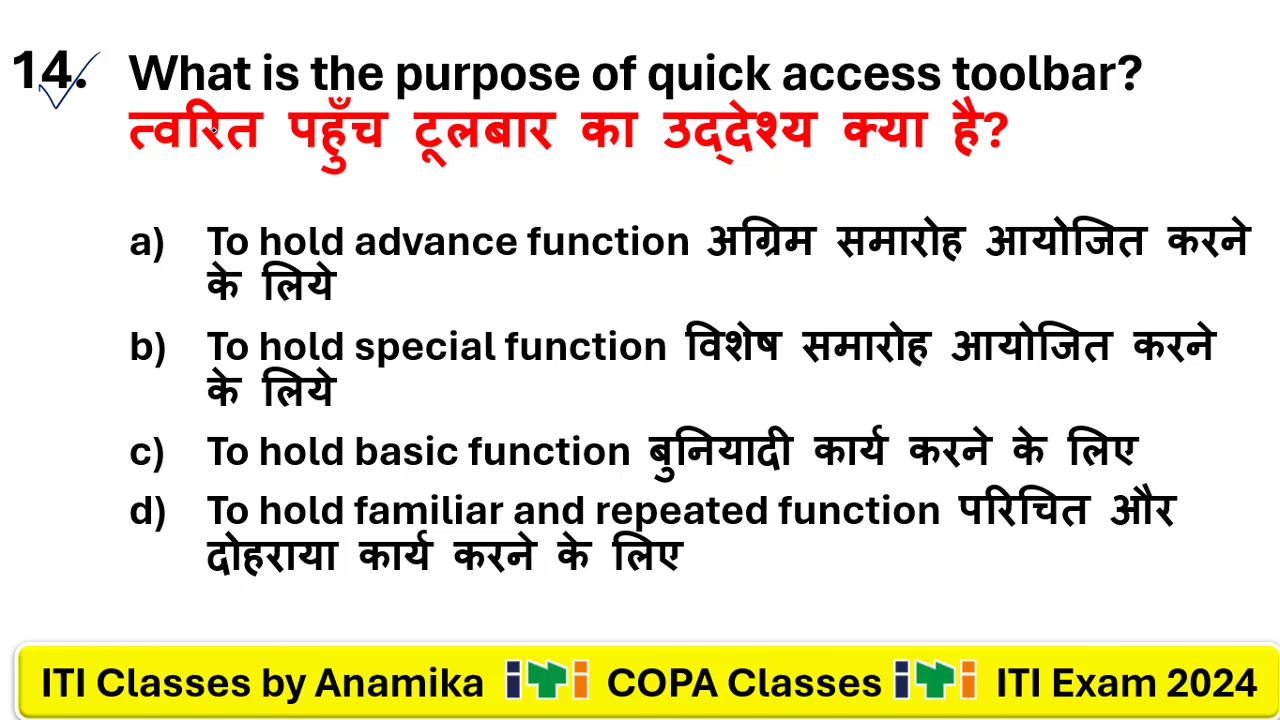 14. What is the purpose of quick access toolbar?
त्वरित पहुँच टूलबार का उद्देश्य क्या है?
a) To hold advance function अग्रिम समारोह आयोजित करने
के लिये
b) To hold special function विशेष समारोह आयोजित करने
के लिये
c) To hold basic function बुनियादी कार्य करने के लिए
d) To hold familiar and repeated function परिचित और
दोहराया कार्य करने के लिए
ITI Classes by Anamika iTi COPA Classes iTi ITI Exam 2024